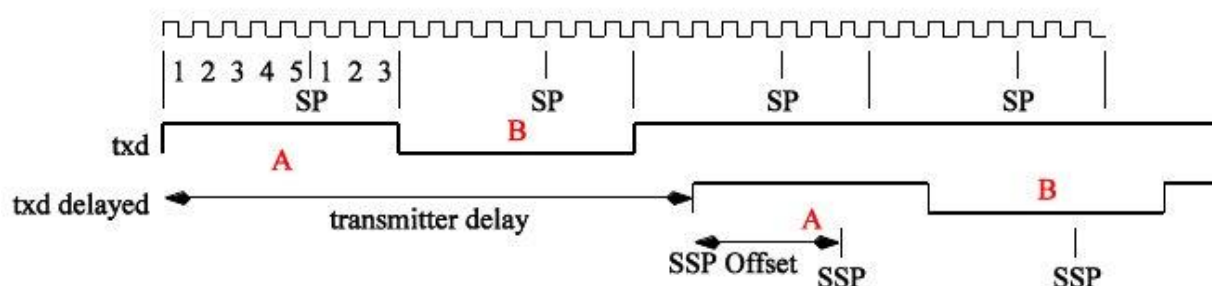 1 2 3 4 5 1 2 3
SP SP SP SP
txd A B
txd delayed transmitter delay A B
SSP Offset SSP SSP